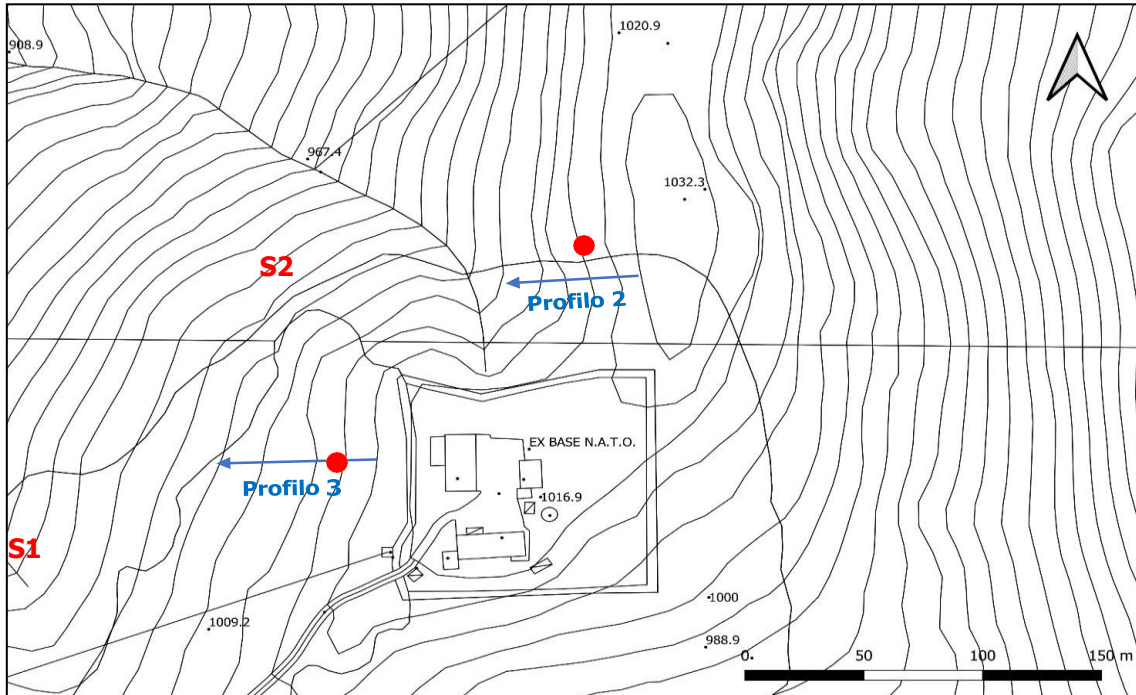 1020.9
908.9
967.4
1032.3
S2
Profilo 2
EX BASE N.A.T.O.
Profilo 3
1016.9
S1
1000
1009.2
988.9
0 50 100 150 m